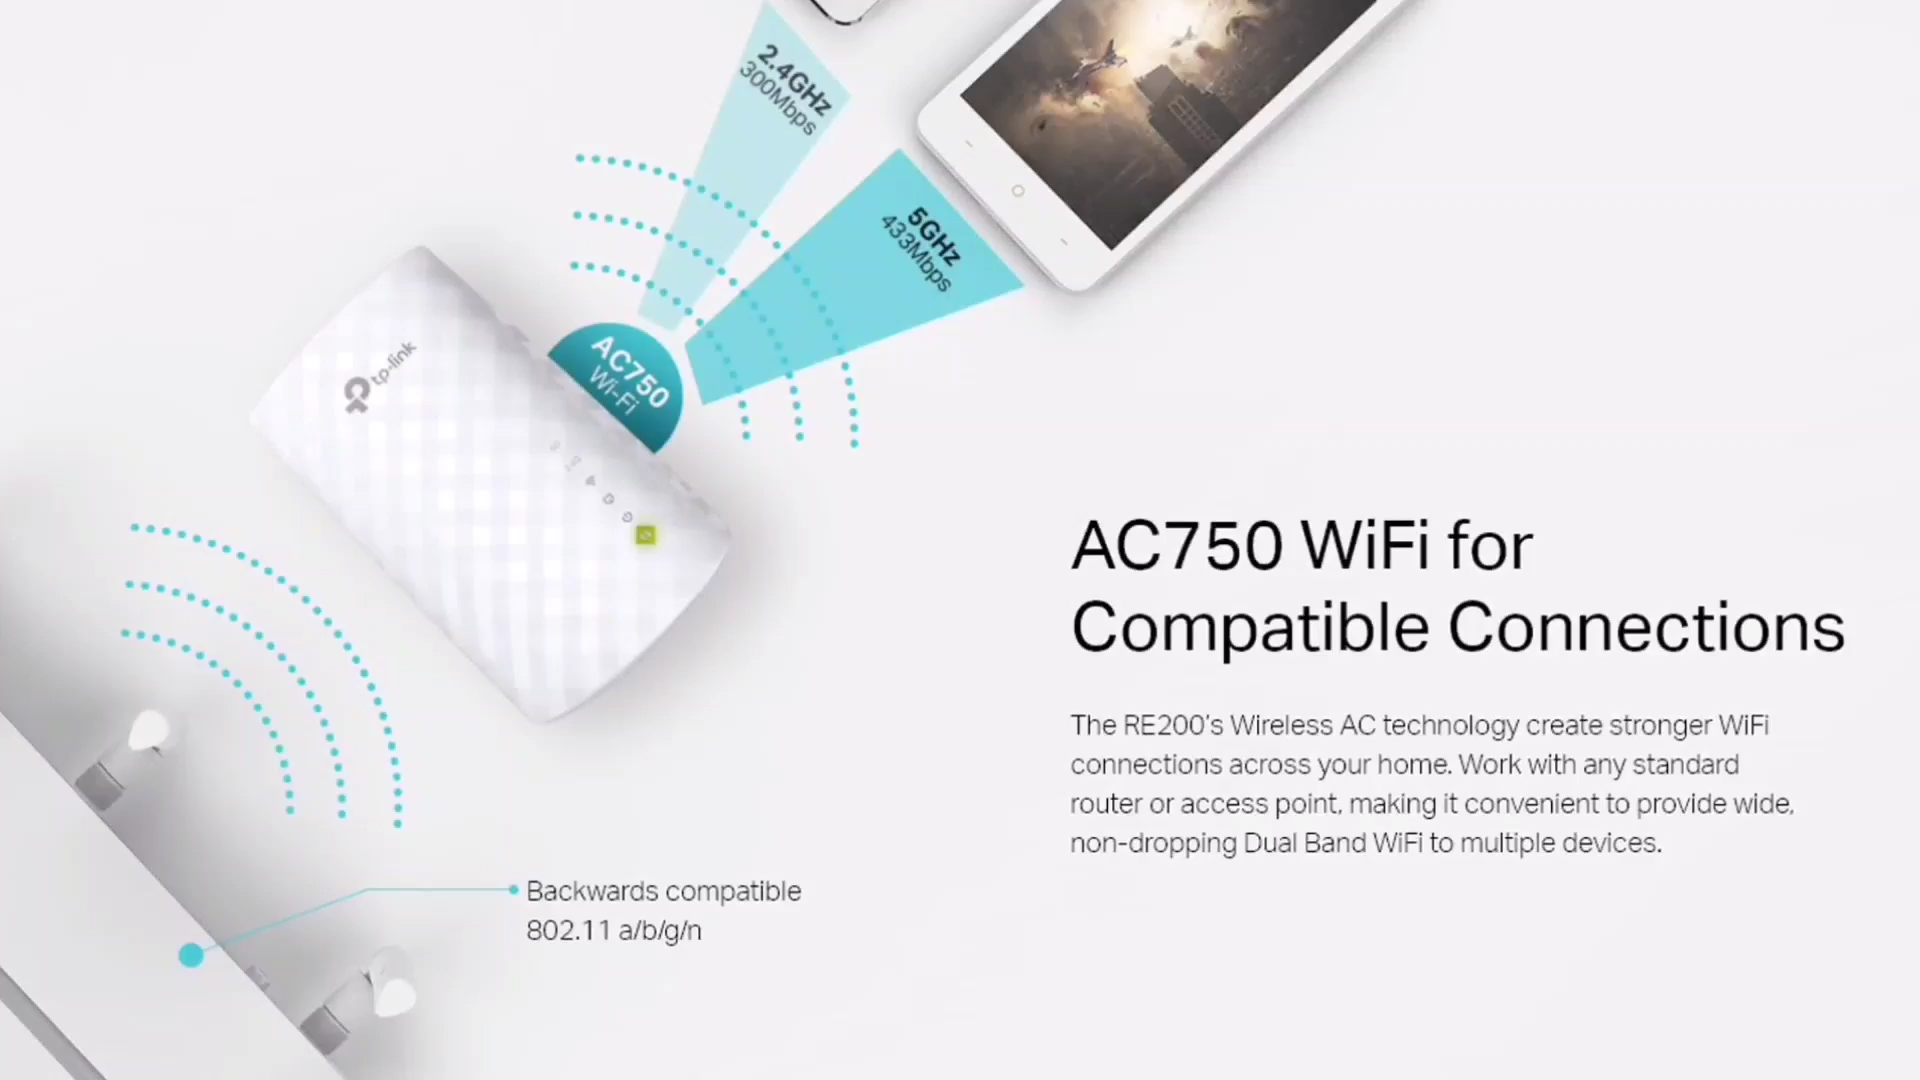 2.4GHz
300Mbps
5GHz
433Mbps
AC750
Wi-Fi
tp-link
AC750 WiFi for
Compatible Connections
The RE200's Wireless AC technology create stronger WiFi
connections across your home. Work with any standard
router or access point, making it convenient to provide wide,
non-dropping Dual Band WiFi to multiple devices.
Backwards compatible
802.11 a/b/g/n